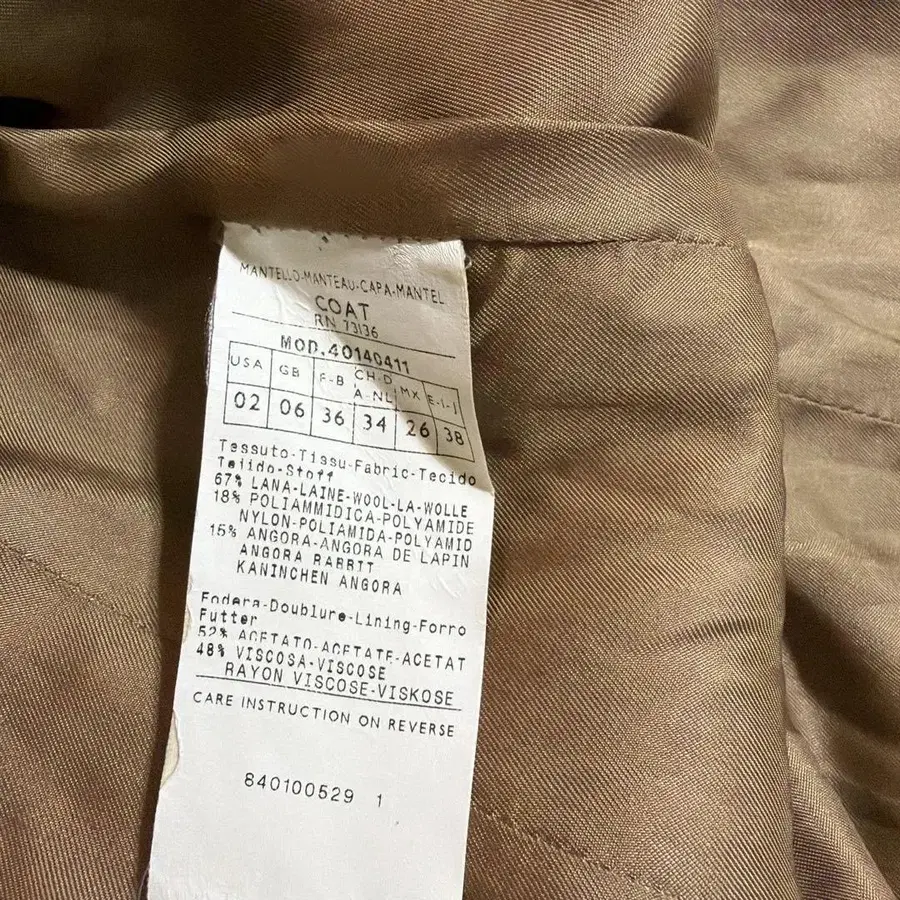 MANTELLO-MANTEAU-CAPA-MANTEL
COAT
RN 73136
MOD.40140411
USA GB F-B CH-D A-NL MX E-I-J
02 06 36 34 26 38
Tessuto-Tissu-Fabric-Tecido
Tejido-Stoff
67% LANA-LAINE-WOOL-LA-WOLLE
18% POLIAMMIDICA-POLYAMIDE
NYLON-POLIAMIDA-POLYAMID
15% ANGORA-ANGORA DE LAPIN
ANGORA RABBIT
KANINCHEN ANGORA
Fodera-Doublure-Lining-Forro
Futter
52% ACETATO-ACETATE-ACETAT
48% VISCOSA-VISCOSE
RAYON VISCOSE-VISKOSE
CARE INSTRUCTION ON REVERSE
840100529 1